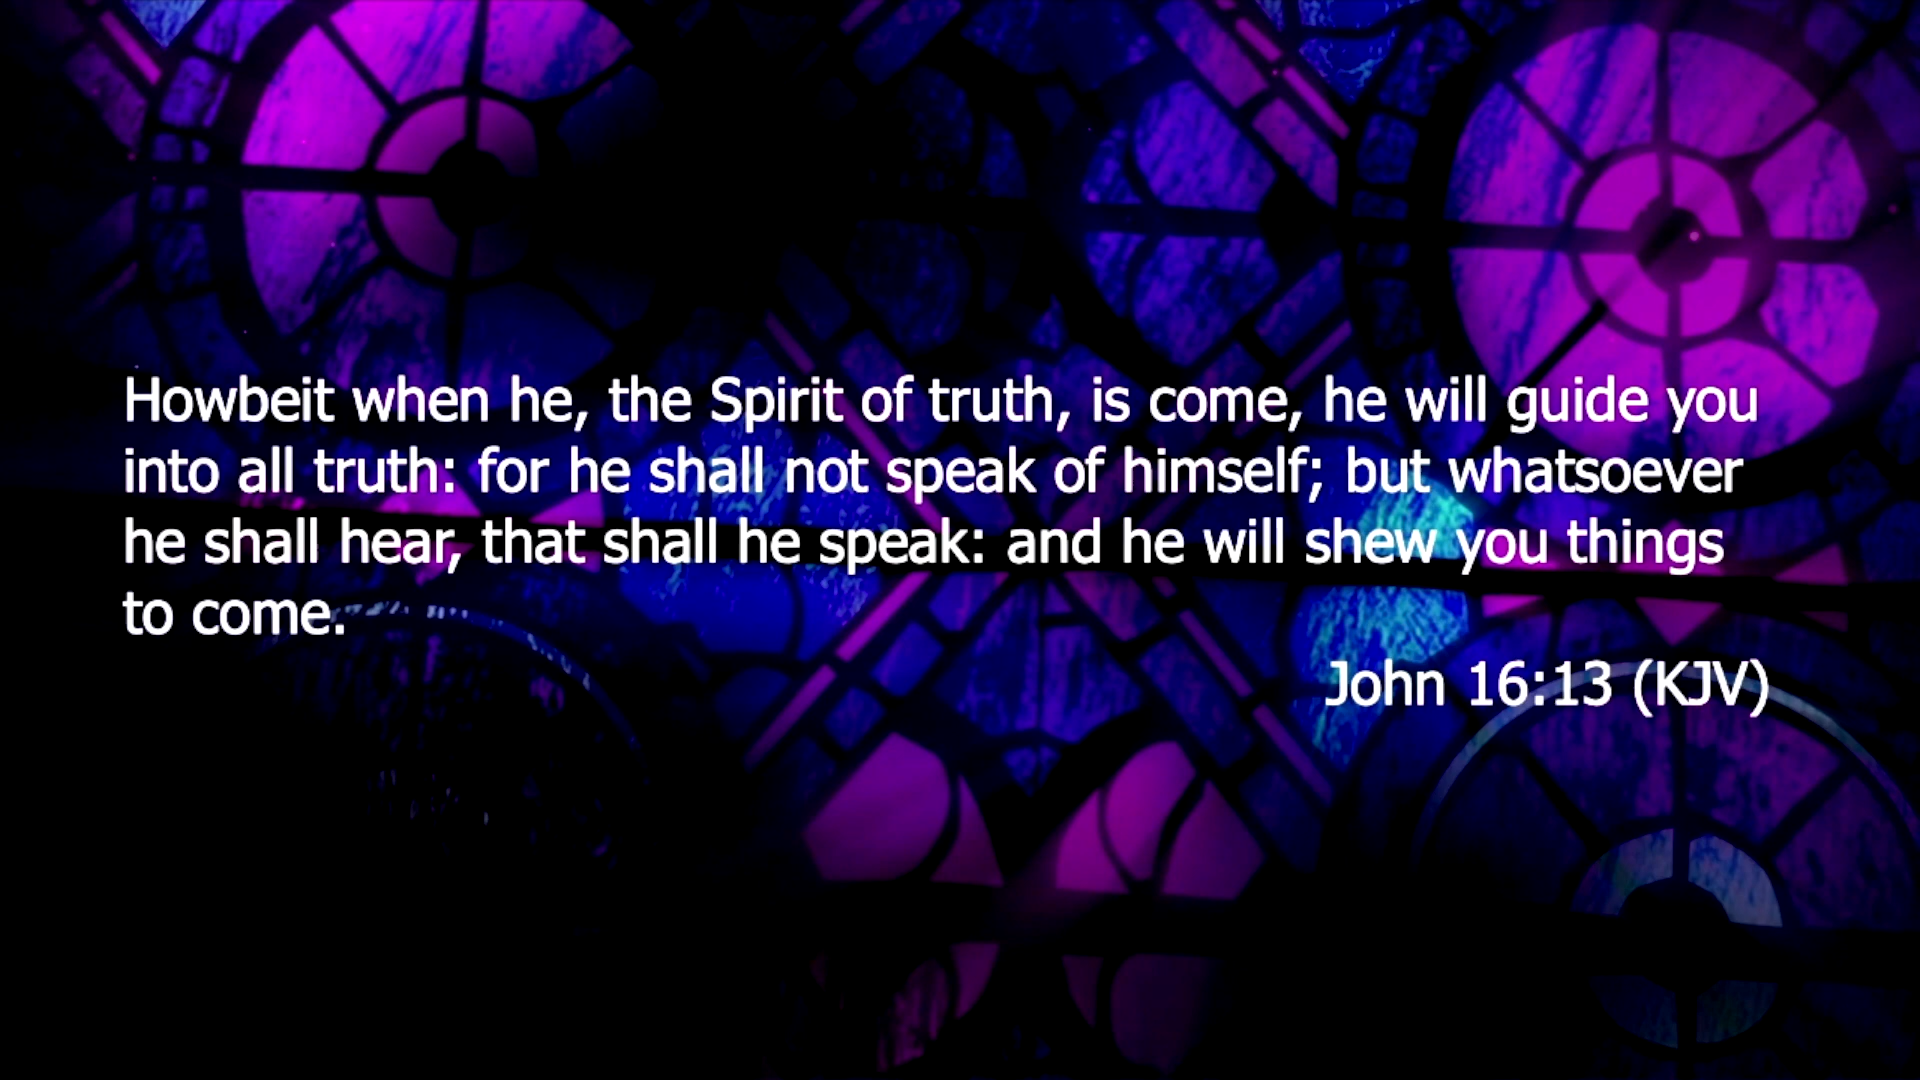 Howbeit when he, the Spirit of truth, is come, he will guide you
into all truth: for he shall not speak of himself; but whatsoever
he shall hear, that shall he speak: and he will shew you things
to come.
John 16:13 (KJV)